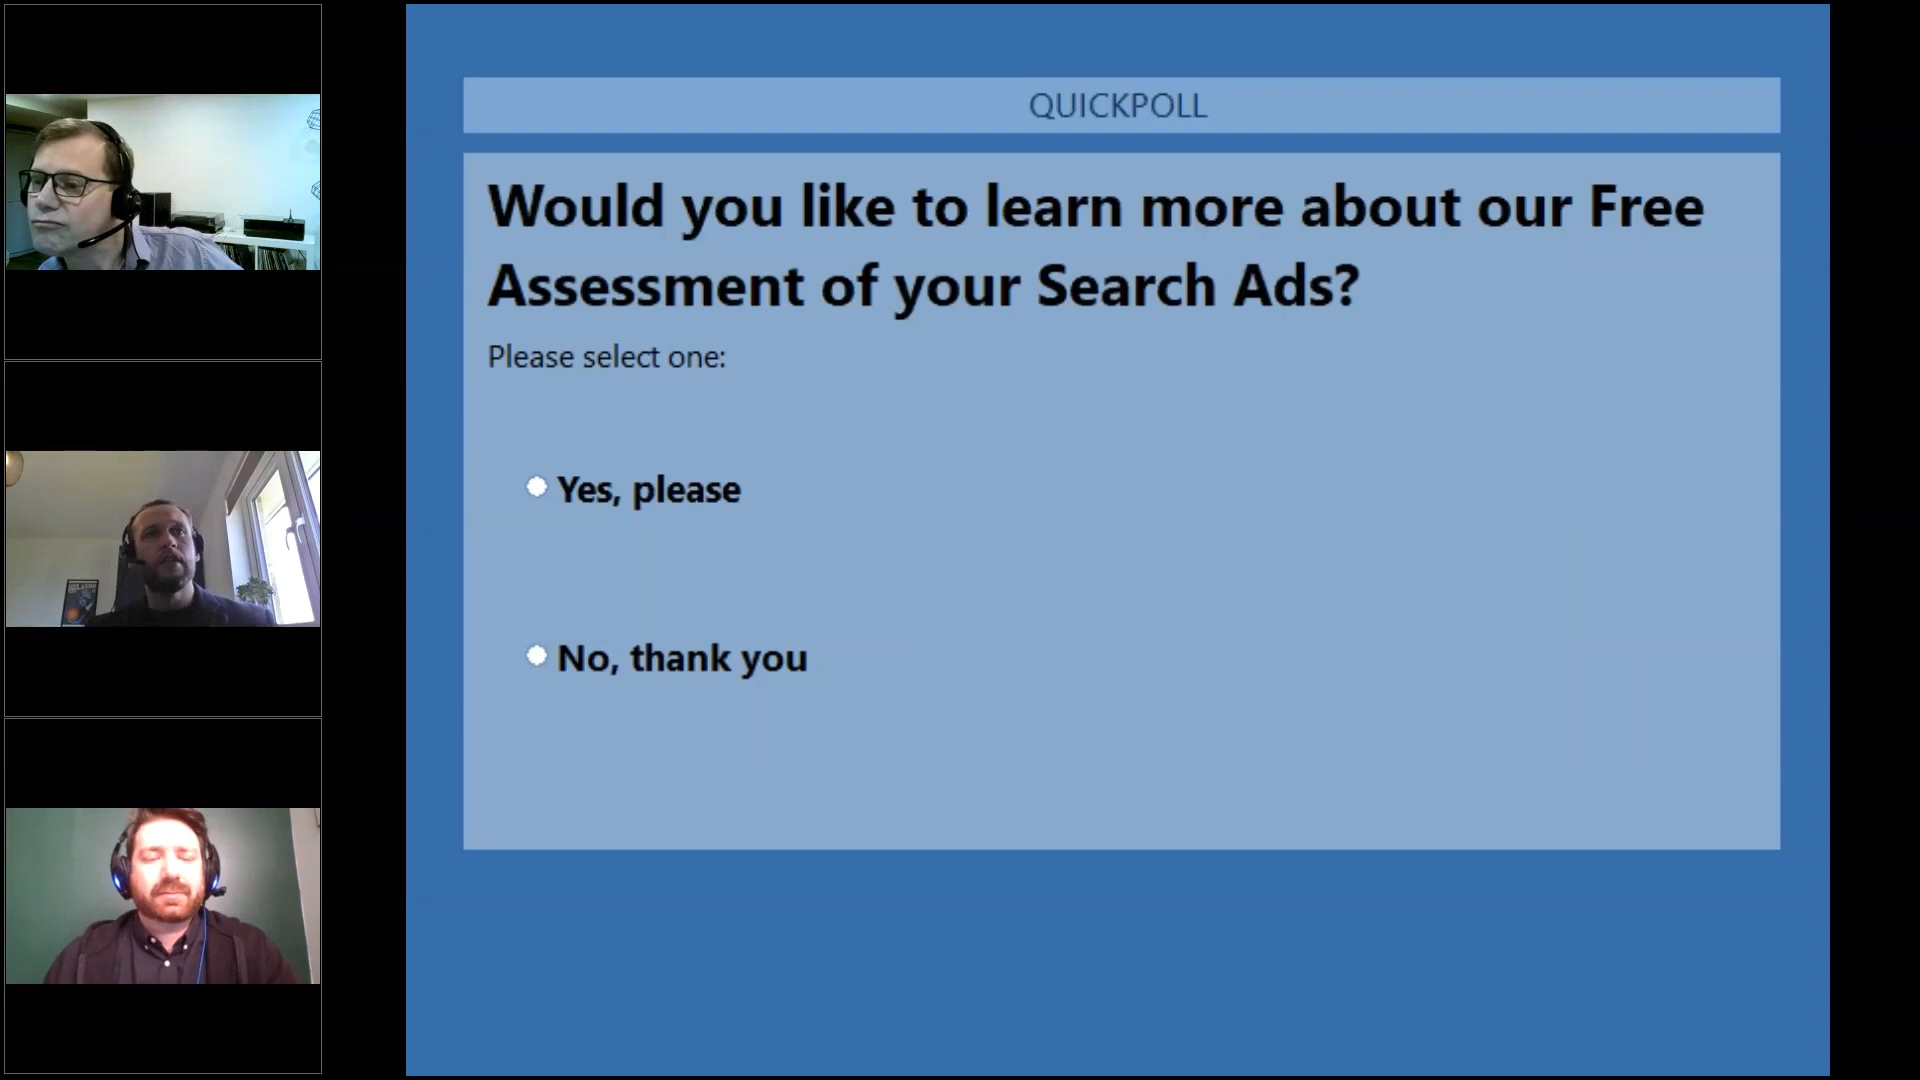 QUICKPOLL
Would you like to learn more about our Free
Assessment of your Search Ads?
Please select one:
Yes, please
No, thank you